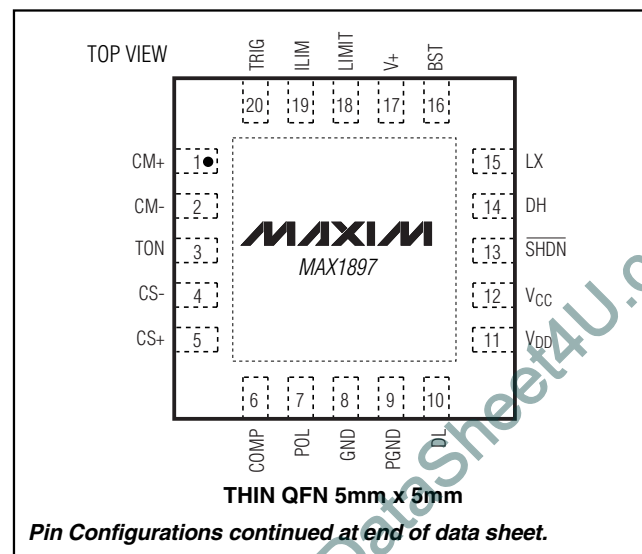 TOP VIEW
TRIG
ILIM
LIMIT
V+
BST
20
19
18
17
16
CM+ 1
CM- 2
TON 3
CS- 4
CS+ 5
15 LX
14 DH
13 SHDN
12 VCC
11 VDD
MAXIM
MAX1897
6
7
8
9
10
COMP
POL
GND
PGND
DL
THIN QFN 5mm x 5mm
Pin Configurations continued at end of data sheet.
DataSheet4U.c